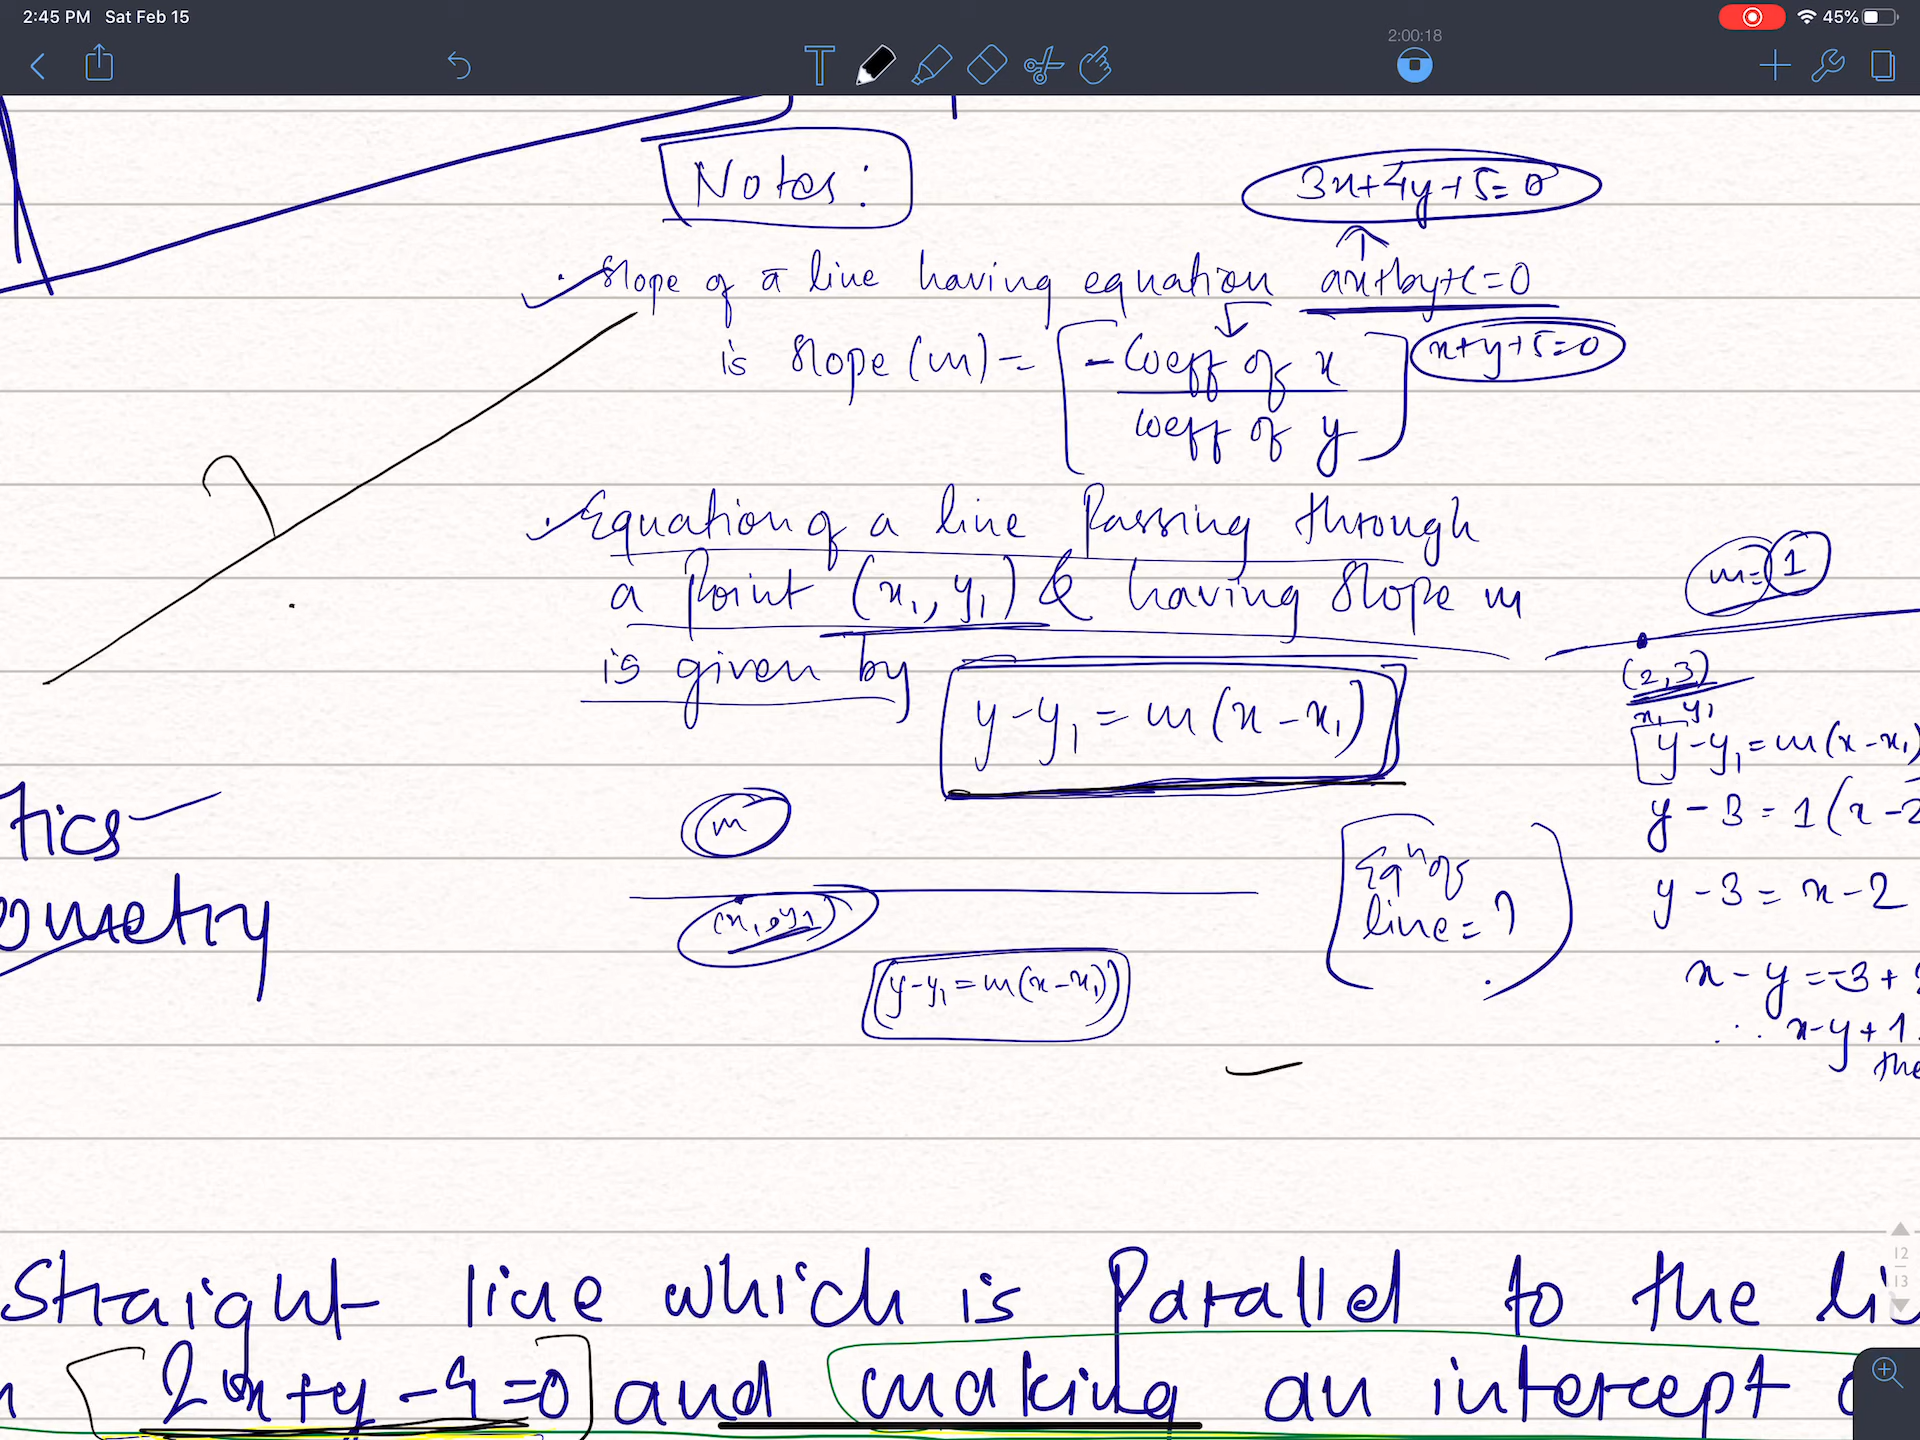 2:45 PM Sat Feb 15
45%
2:00:18
Notes:
3x+4y+5=0
Slope of a line having equation ax+by+c=0
is slope (m) = [-Coeff of x / Coeff of y]
x+y+5=0
Equation of a line Passing through
a Point (x₁, y₁) & having slope m
is given by
y-y₁ = m(x-x₁)
m=1
(2,3)
x₁ y₁
y-y₁=m(x-x₁)
y-3=1(x-2
y-3=x-2
x-y=-3+
∴ x-y+1
the
m
(x₁,y₁)
y-y₁=m(x-x₁)
Eqⁿ of
line=?
tics
ometry
12
13
Straight line which is Parallel to the li
2x+y-4=0 and making an intercept